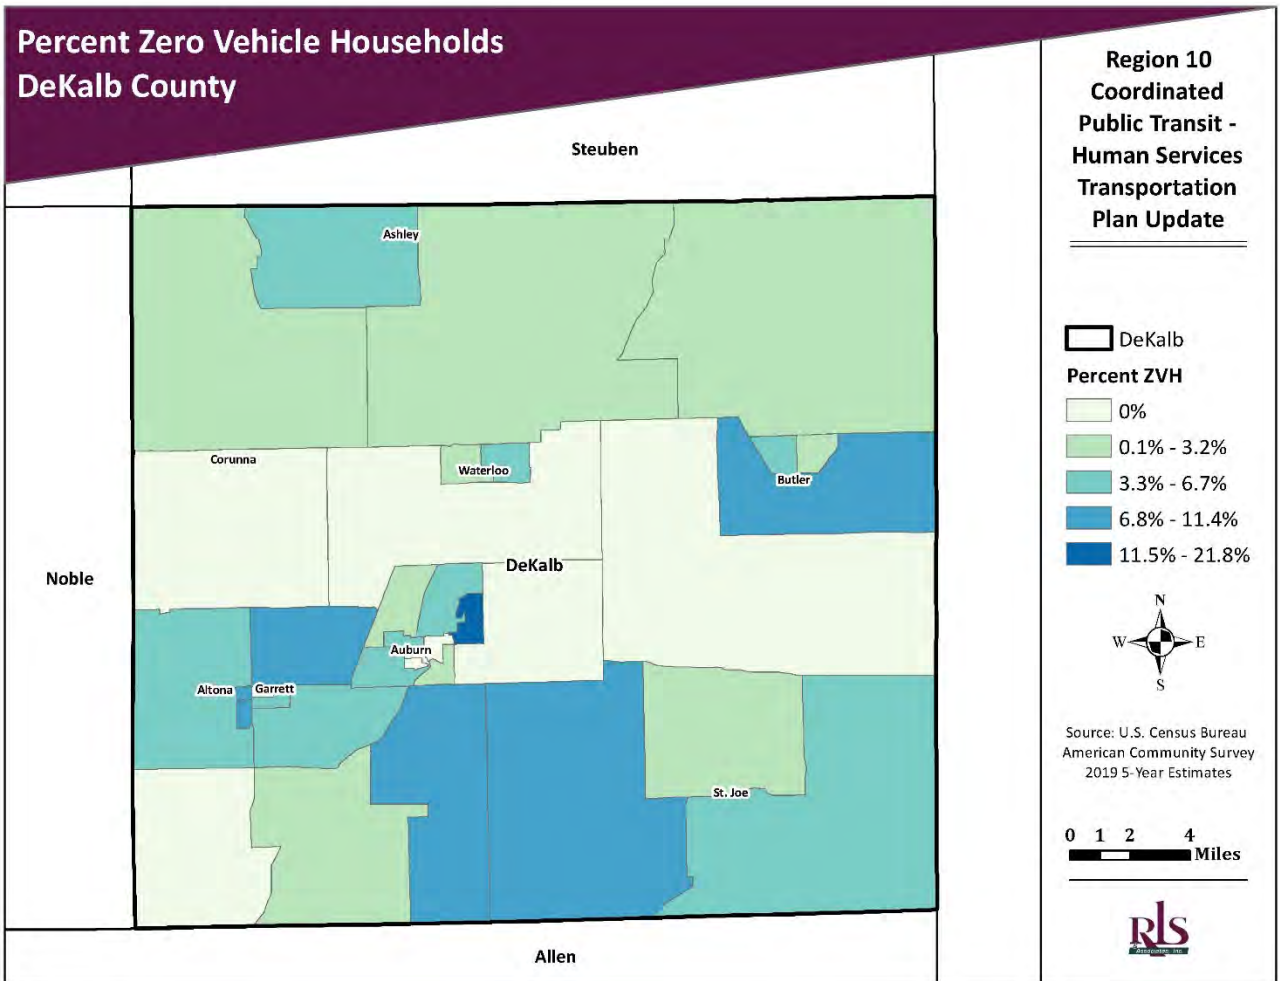 Percent Zero Vehicle Households
DeKalb County
Steuben
Ashley
Corunna
Waterloo
Butler
DeKalb
Noble
Auburn
Altona
Garrett
St. Joe
Allen
Region 10
Coordinated
Public Transit -
Human Services
Transportation
Plan Update
DeKalb
Percent ZVH
0%
0.1% - 3.2%
3.3% - 6.7%
6.8% - 11.4%
11.5% - 21.8%
N
W E
S
Source: U.S. Census Bureau
American Community Survey
2019 5-Year Estimates
0 1 2 4
Miles
RLS
& Associates, Inc.